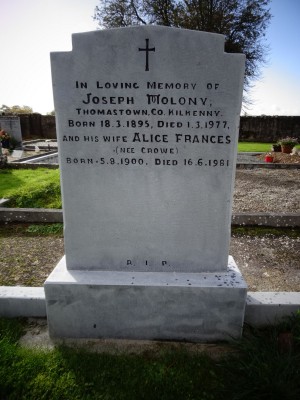 In Loving Memory of
Joseph Molony,
Thomastown, Co. Kilkenny.
Born 18.3.1895, Died 1.3.1977,
and his wife Alice Frances
(nee Crowe)
Born 5.8.1900, Died 16.6.1981
R I P